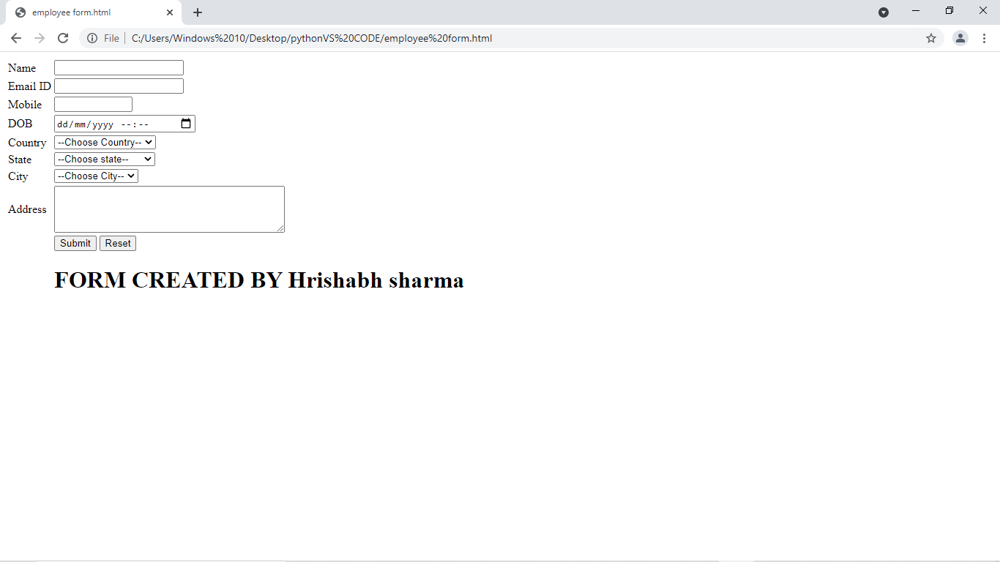 employee form.html
File C:/Users/Windows%2010/Desktop/pythonVS%20CODE/employee%20form.html
Name
Email ID
Mobile
DOB dd/mm/yyyy --:--
Country --Choose Country--
State --Choose state--
City --Choose City--
Address
Submit Reset
FORM CREATED BY Hrishabh sharma